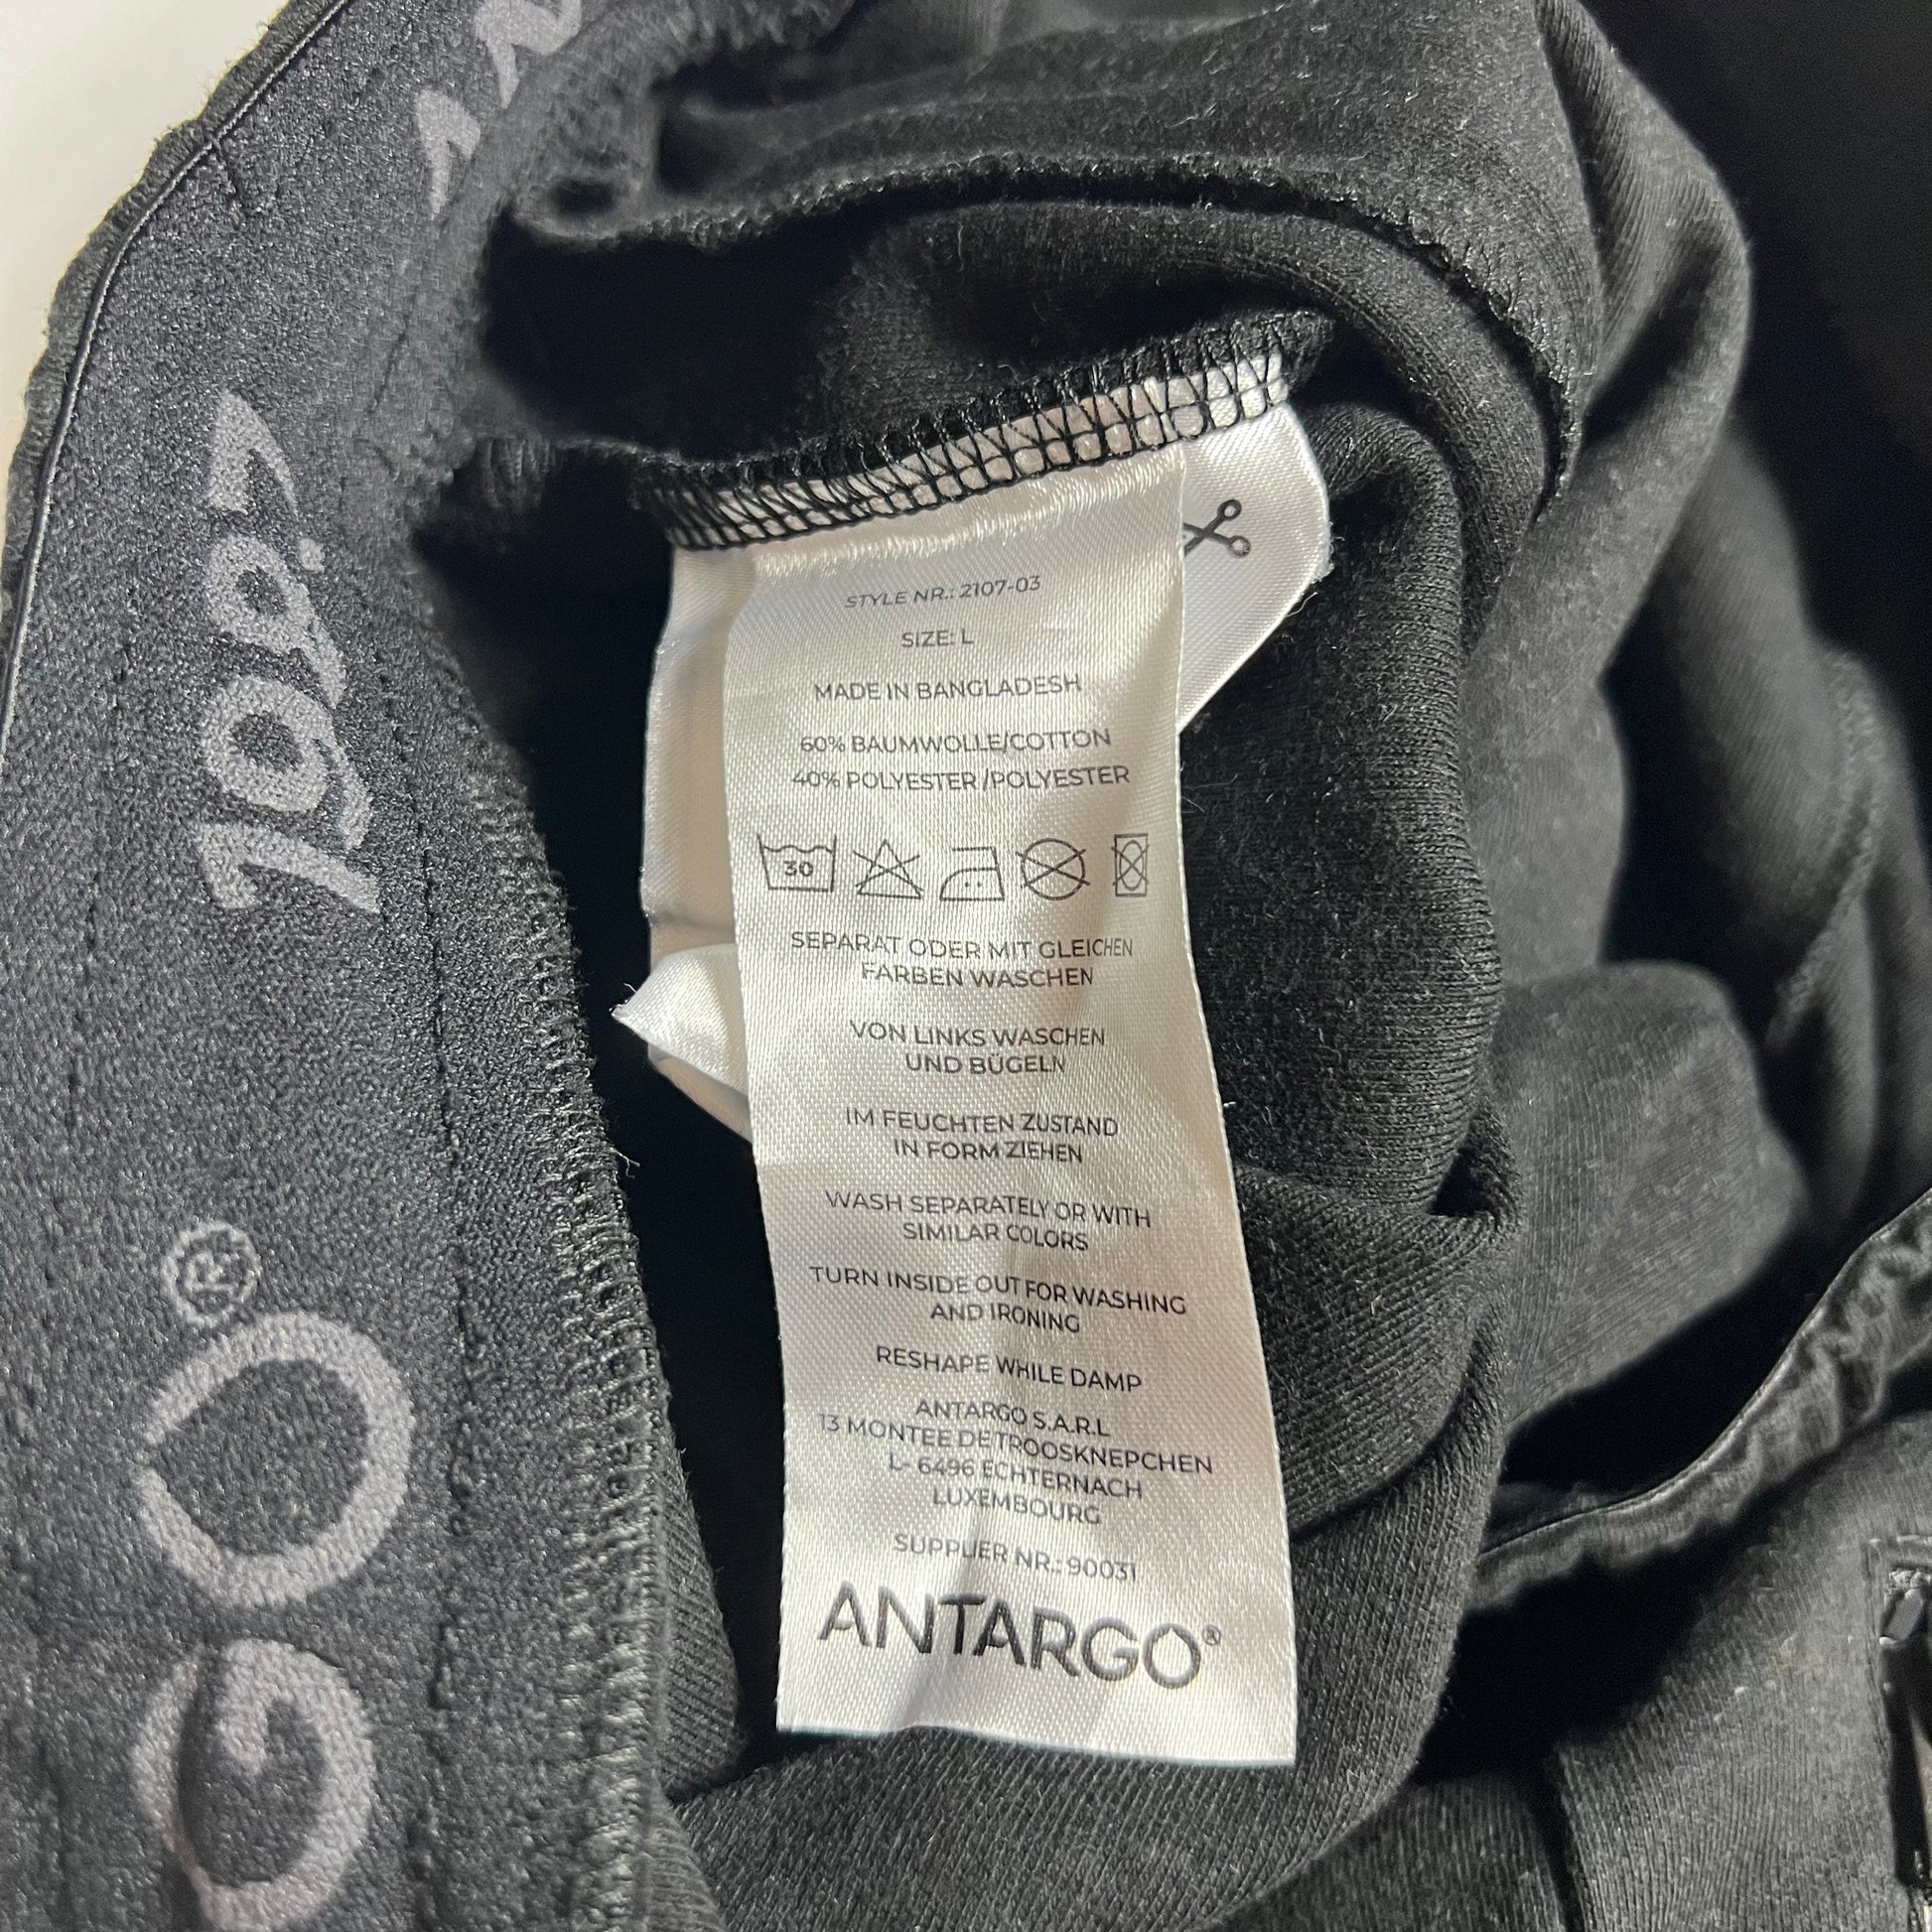 STYLE NR.: 2107-03
SIZE: L
MADE IN BANGLADESH
60% BAUMWOLLE/COTTON
40% POLYESTER/POLYESTER
30
SEPARAT ODER MIT GLEICHEN
FARBEN WASCHEN
VON LINKS WASCHEN
UND BÜGELN
IM FEUCHTEN ZUSTAND
IN FORM ZIEHEN
WASH SEPARATELY OR WITH
SIMILAR COLORS
TURN INSIDE OUT FOR WASHING
AND IRONING
RESHAPE WHILE DAMP
ANTARGO S.A.R.L
13 MONTEE DE TROOSKNEPCHEN
L- 6496 ECHTERNACH
LUXEMBOURG
SUPPLIER NR.: 90031
ANTARGO®